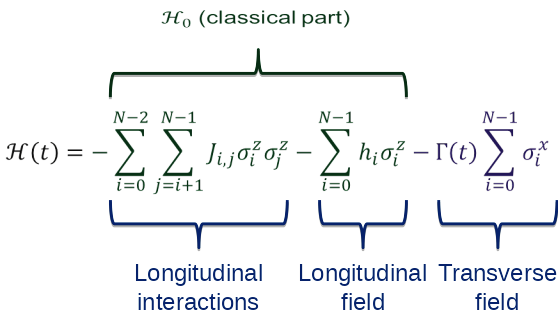 ℋ₀ (classical part)
ℋ(t) = − ∑_{i=0}^{N−2} ∑_{j=i+1}^{N−1} J_{i,j} σ_i^z σ_j^z − ∑_{i=0}^{N−1} h_i σ_i^z − Γ(t) ∑_{i=0}^{N−1} σ_i^x
Longitudinal interactions
Longitudinal field
Transverse field